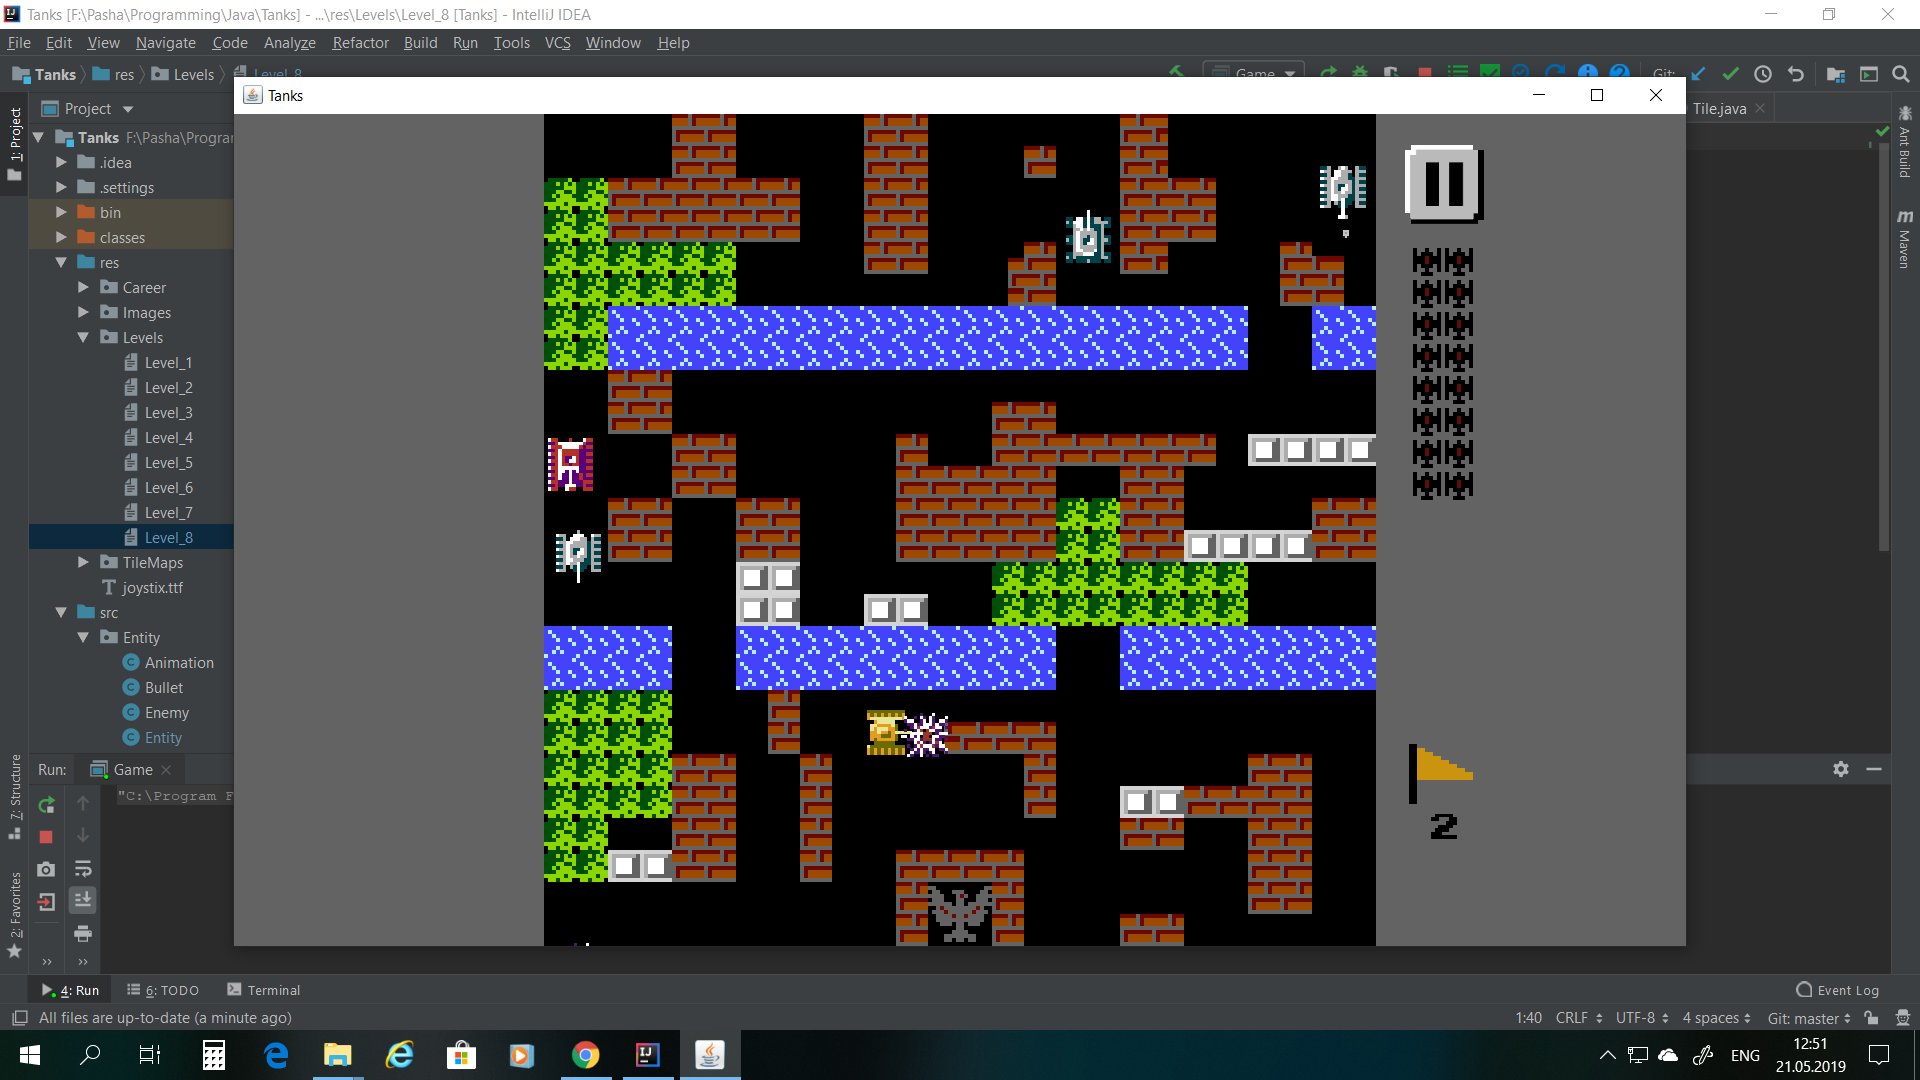 Tanks [F:\Pasha\Programming\Java\Tanks] - ...\res\Levels\Level_8 [Tanks] - IntelliJ IDEA
File Edit View Navigate Code Analyze Refactor Build Run Tools VCS Window Help
Tanks res Levels Level_8 Game Git:
Tanks
Project
Tile.java
1: Project
Tanks F:\Pasha\Program
.idea
.settings
bin
classes
res
Career
Images
Levels
Level_1
Level_2
Level_3
Level_4
Level_5
Level_6
Level_7
Level_8
TileMaps
joystix.ttf
src
Entity
Animation
Bullet
Enemy
Entity
Ant Build
Maven
2
7: Structure
2: Favorites
Run: Game
"C:\Program F
4: Run 6: TODO Terminal Event Log
All files are up-to-date (a minute ago) 1:40 CRLF UTF-8 4 spaces Git: master
ENG 12:51
21.05.2019